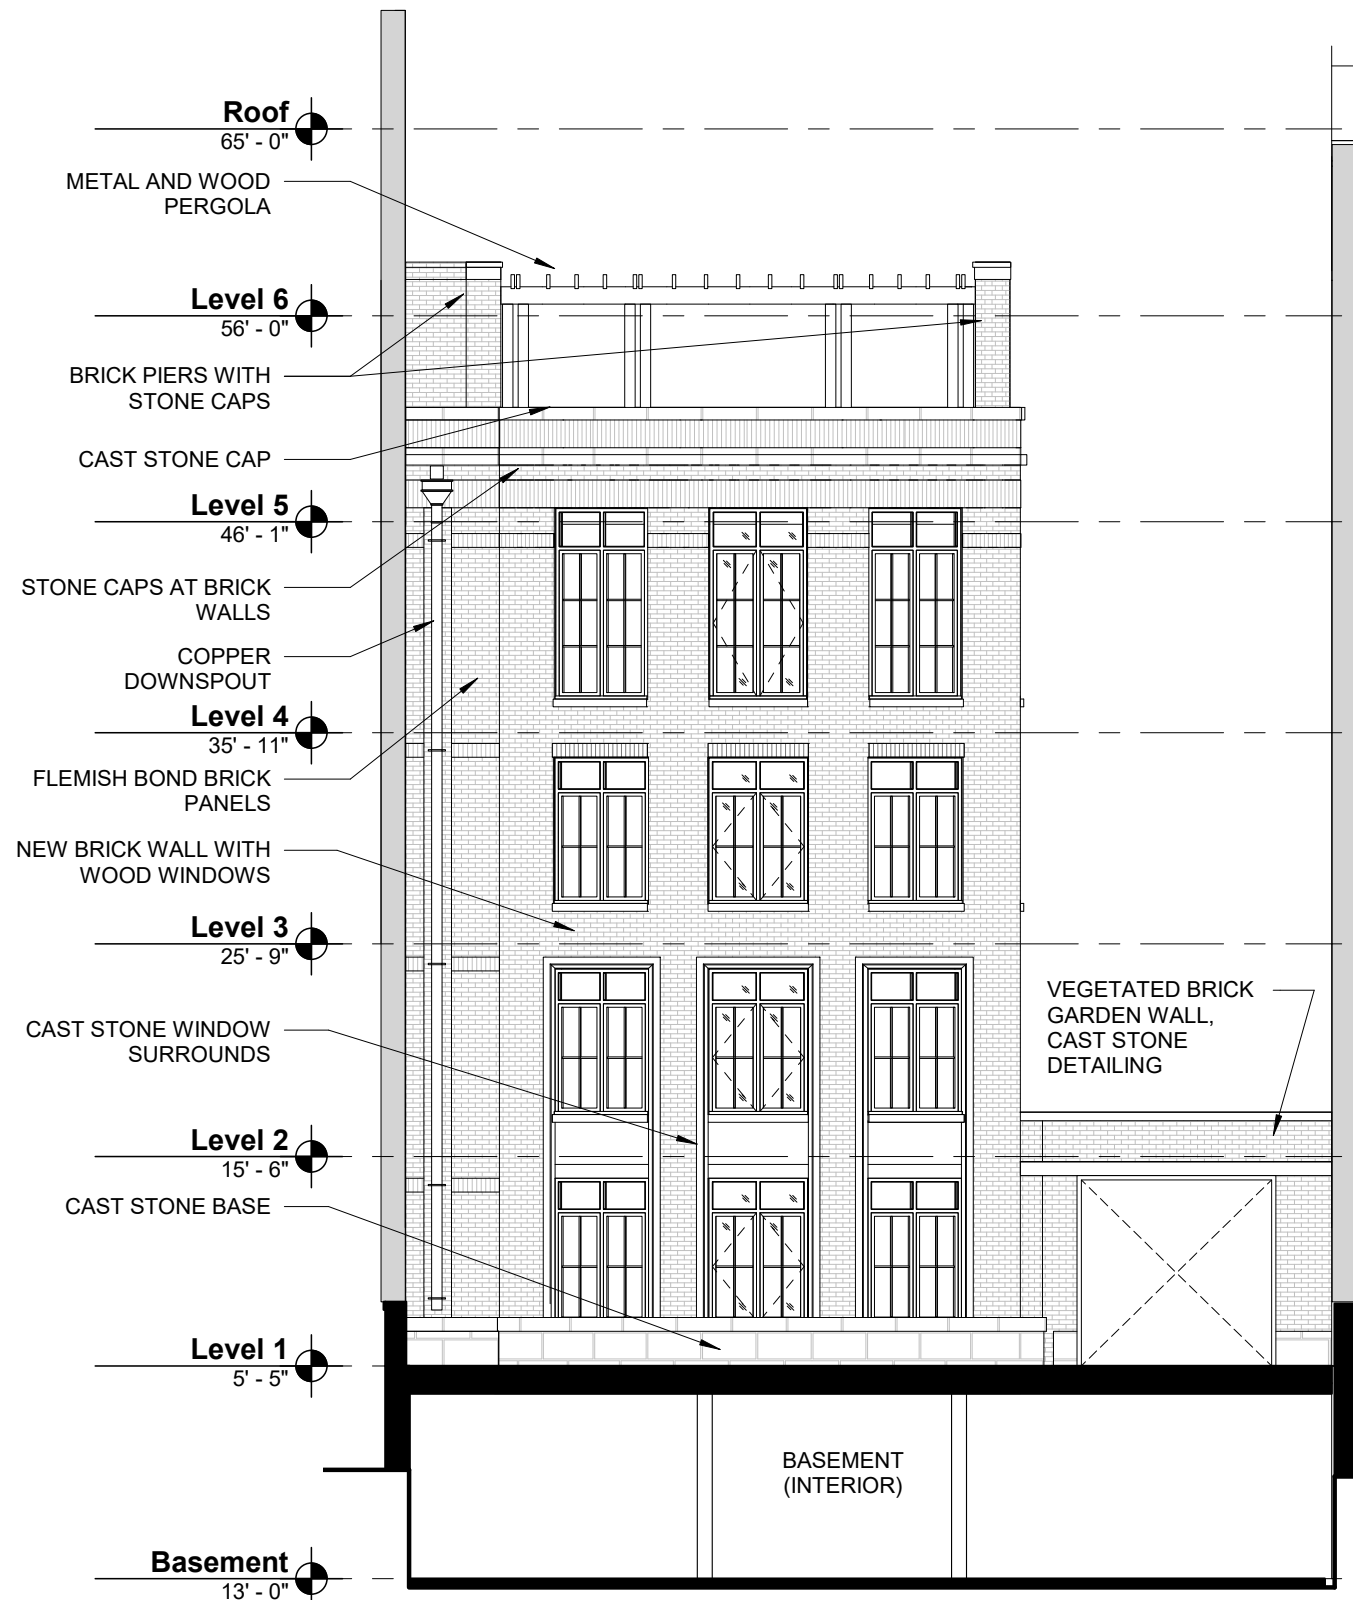 Roof
65' - 0"
METAL AND WOOD
PERGOLA
Level 6
56' - 0"
BRICK PIERS WITH
STONE CAPS
CAST STONE CAP
Level 5
46' - 1"
STONE CAPS AT BRICK
WALLS
COPPER
DOWNSPOUT
Level 4
35' - 11"
FLEMISH BOND BRICK
PANELS
NEW BRICK WALL WITH
WOOD WINDOWS
Level 3
25' - 9"
VEGETATED BRICK
GARDEN WALL,
CAST STONE
DETAILING
CAST STONE WINDOW
SURROUNDS
Level 2
15' - 6"
CAST STONE BASE
Level 1
5' - 5"
BASEMENT
(INTERIOR)
Basement
13' - 0"